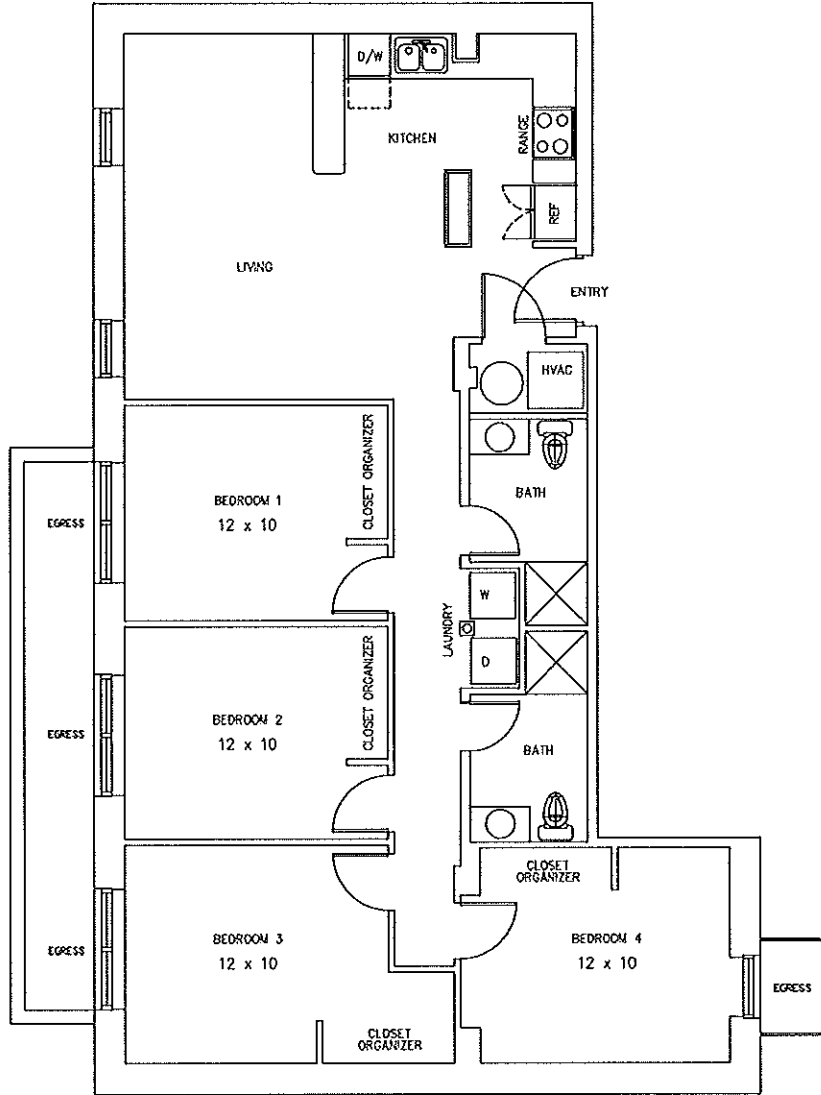 D/W
KITCHEN
RANGE
REF
LIVING
ENTRY
HVAC
CLOSET ORGANIZER
BEDROOM 1
12 x 10
EGRESS
BATH
W
LAUNDRY
D
CLOSET ORGANIZER
BEDROOM 2
12 x 10
EGRESS
BATH
CLOSET
ORGANIZER
BEDROOM 3
12 x 10
EGRESS
BEDROOM 4
12 x 10
EGRESS
CLOSET
ORGANIZER